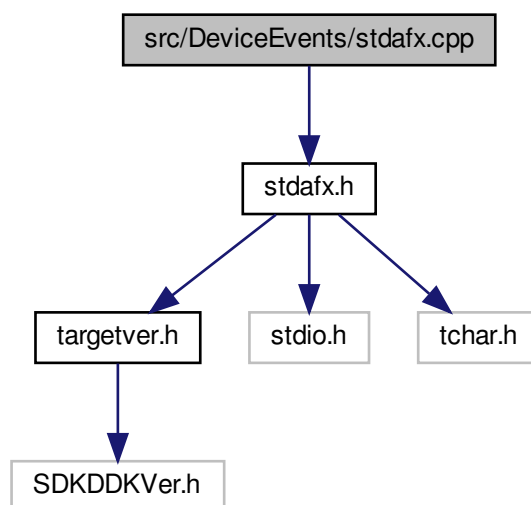 src/DeviceEvents/stdafx.cpp
stdafx.h
targetver.h
stdio.h
tchar.h
SDKDDKVer.h